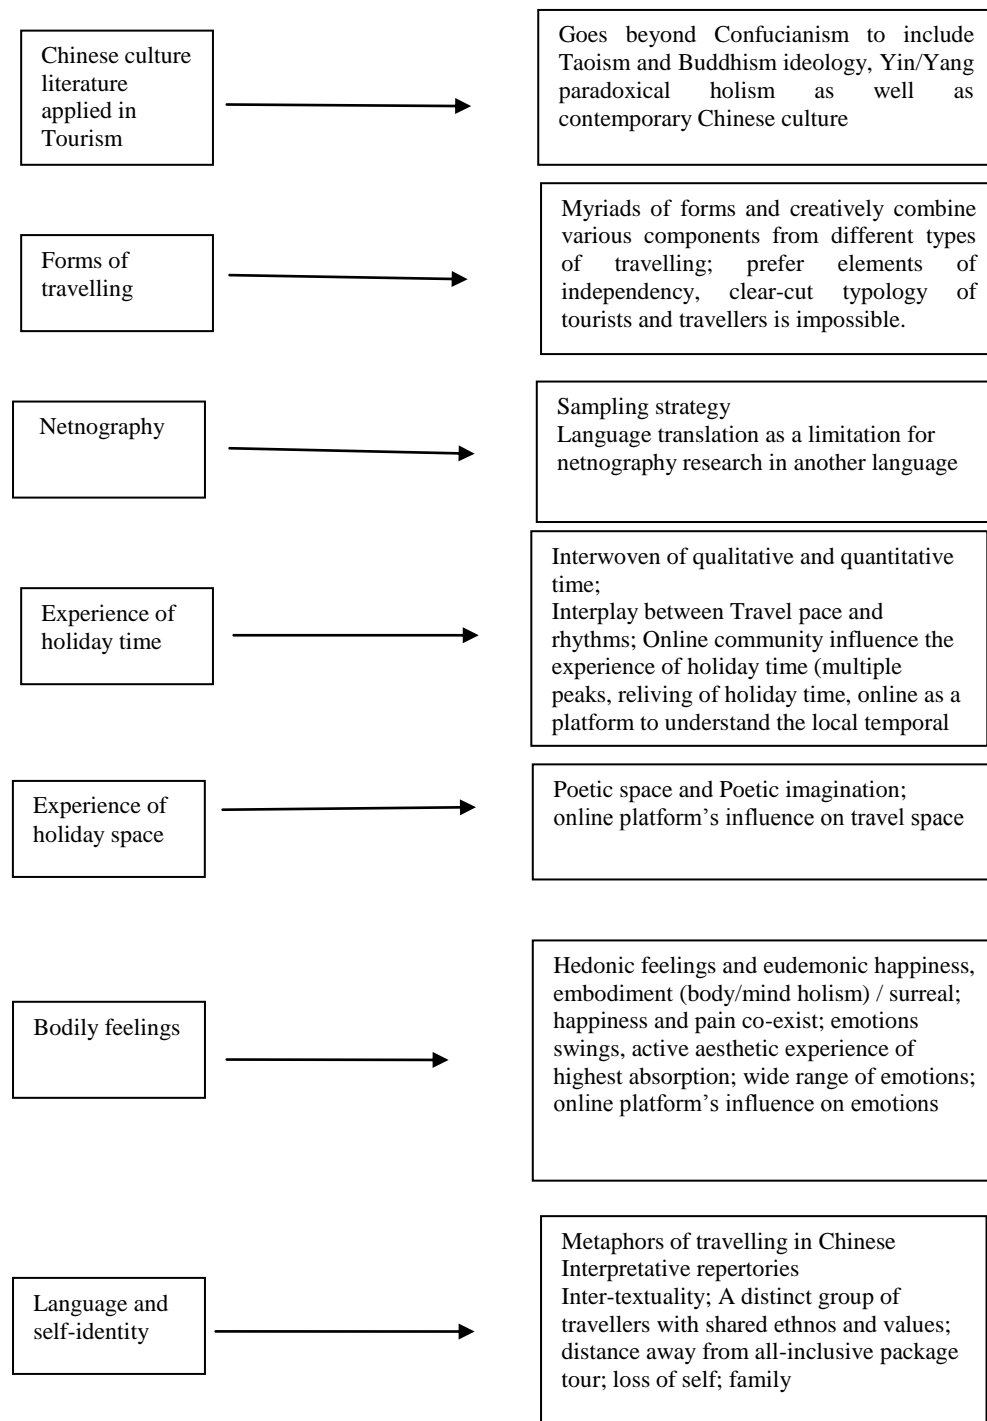 Chinese culture
literature
applied in
Tourism
Goes beyond Confucianism to include
Taoism and Buddhism ideology, Yin/Yang
paradoxical holism as well as
contemporary Chinese culture
Forms of
travelling
Myriads of forms and creatively combine
various components from different types
of travelling; prefer elements of
independency, clear-cut typology of
tourists and travellers is impossible.
Netnography
Sampling strategy
Language translation as a limitation for
netnography research in another language
Experience of
holiday time
Interwoven of qualitative and quantitative
time;
Interplay between Travel pace and
rhythms; Online community influence the
experience of holiday time (multiple
peaks, reliving of holiday time, online as a
platform to understand the local temporal
Experience of
holiday space
Poetic space and Poetic imagination;
online platform’s influence on travel space
Bodily feelings
Hedonic feelings and eudemonic happiness,
embodiment (body/mind holism) / surreal;
happiness and pain co-exist; emotions
swings, active aesthetic experience of
highest absorption; wide range of emotions;
online platform’s influence on emotions
Language and
self-identity
Metaphors of travelling in Chinese
Interpretative repertories
Inter-textuality; A distinct group of
travellers with shared ethnos and values;
distance away from all-inclusive package
tour; loss of self; family